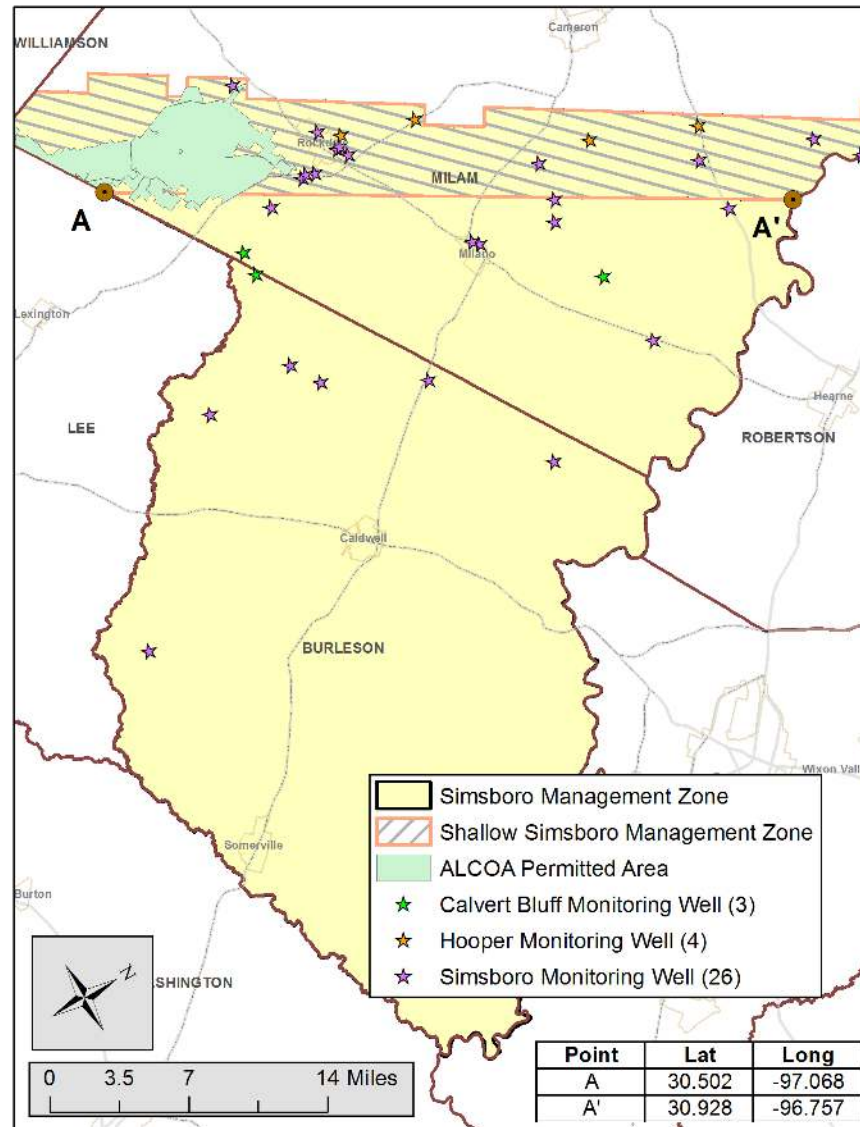 Cameron
WILLIAMSON
MILAM
A
A'
Milano
Lexington
Hearne
LEE
ROBERTSON
Caldwell
BURLESON
Simsboro Management Zone
Shallow Simsboro Management Zone
ALCOA Permitted Area
Calvert Bluff Monitoring Well (3)
Hooper Monitoring Well (4)
Simsboro Monitoring Well (26)
Wixon Vall
Somerville
Burton
N
SHINGTON
0 3.5 7 14 Miles
Point Lat Long
A 30.502 -97.068
A' 30.928 -96.757